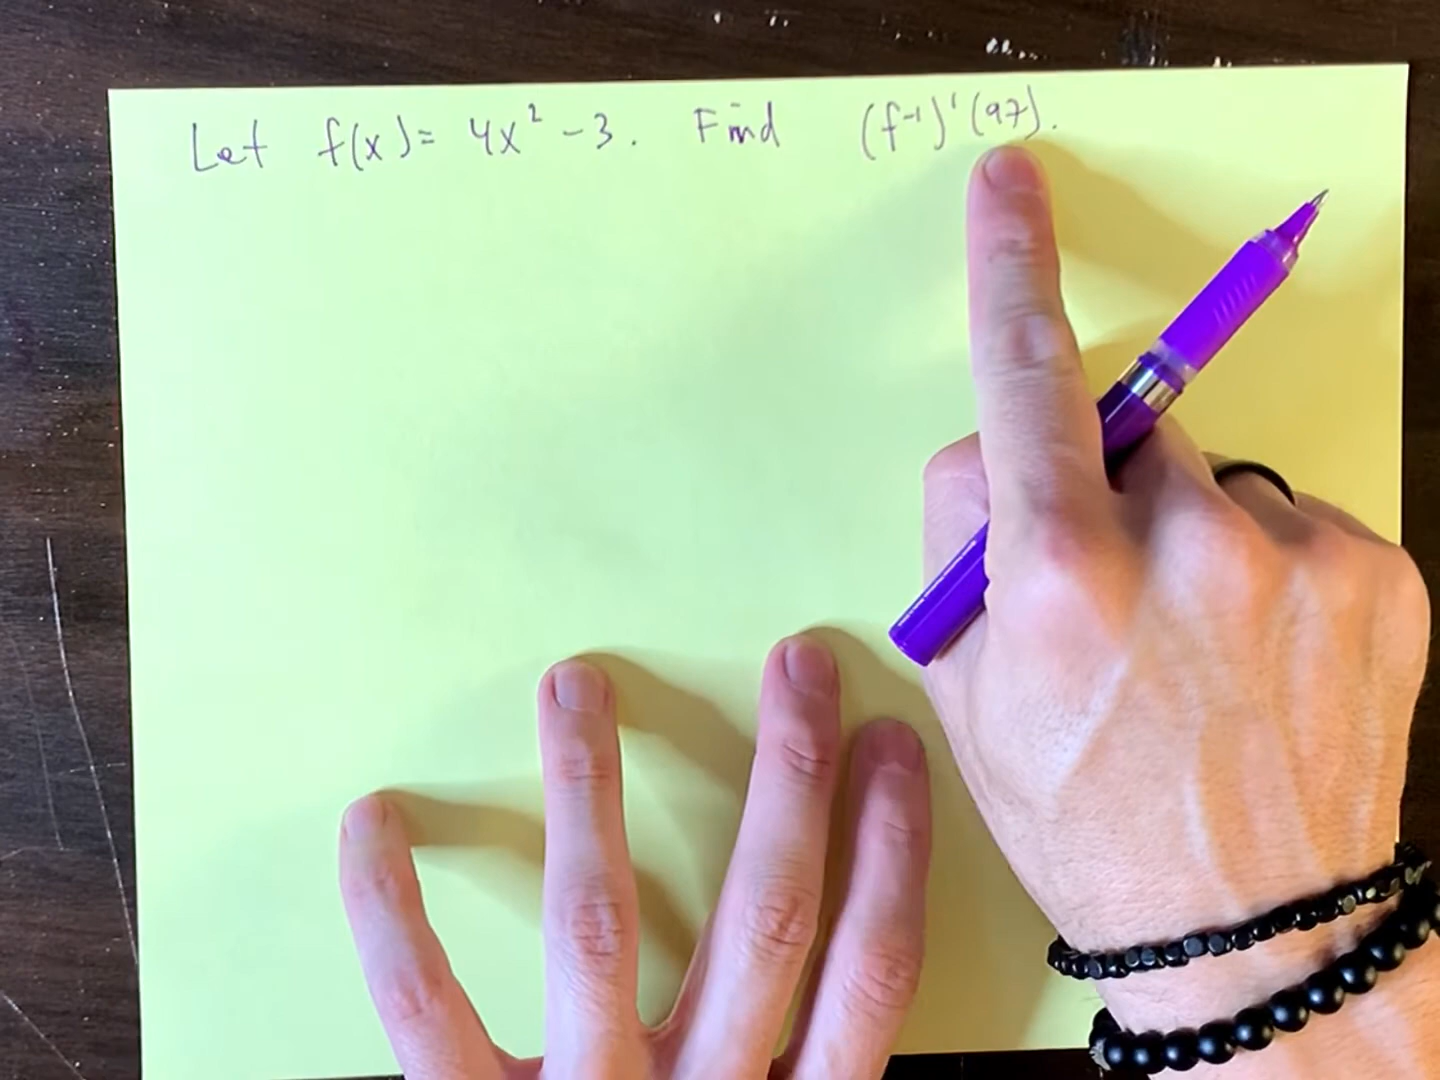 Let f(x) = 4x² - 3. Find (f⁻¹)'(97).